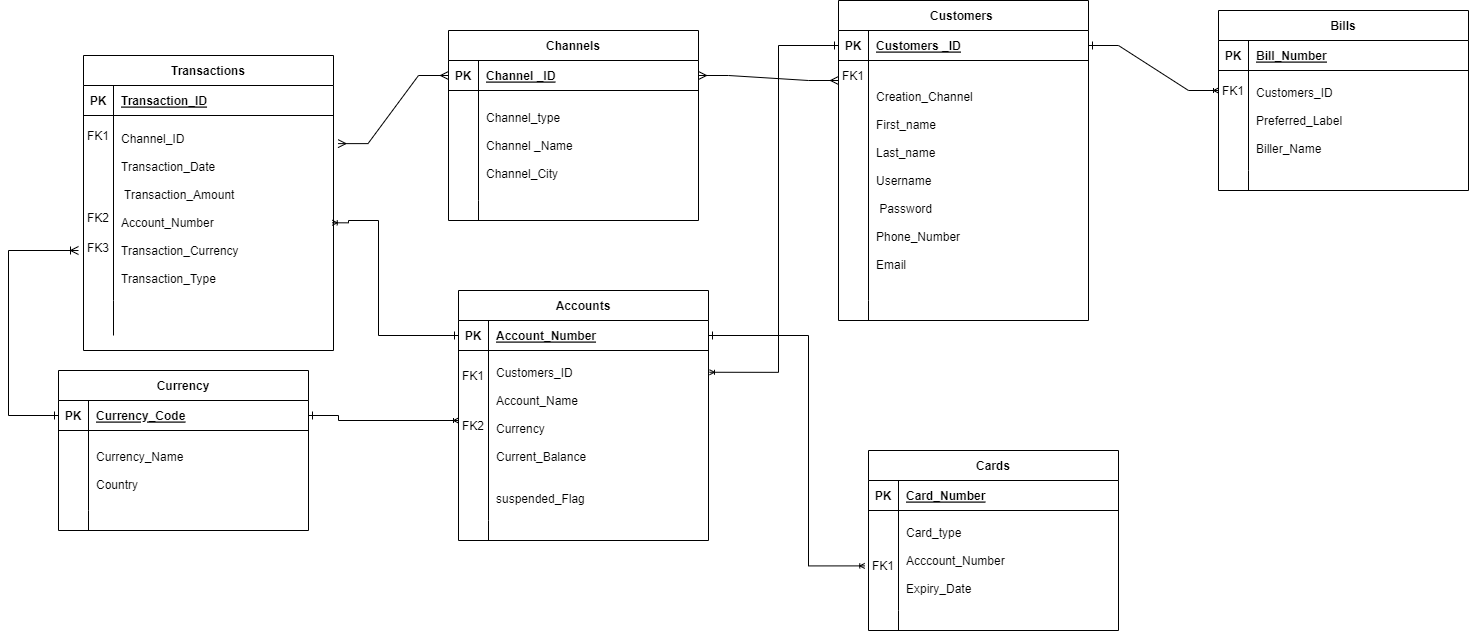 Transactions
PK Transaction_ID
FK1 Channel_ID
Transaction_Date
Transaction_Amount
FK2 Account_Number
FK3 Transaction_Currency
Transaction_Type
Channels
PK Channel _ID
Channel_type
Channel _Name
Channel_City
Customers
PK Customers _ID
FK1
Creation_Channel
First_name
Last_name
Username
Password
Phone_Number
Email
Bills
PK Bill_Number
FK1 Customers_ID
Preferred_Label
Biller_Name
Currency
PK Currency_Code
Currency_Name
Country
Accounts
PK Account_Number
FK1 Customers_ID
Account_Name
FK2 Currency
Current_Balance
suspended_Flag
Cards
PK Card_Number
Card_type
FK1 Acccount_Number
Expiry_Date